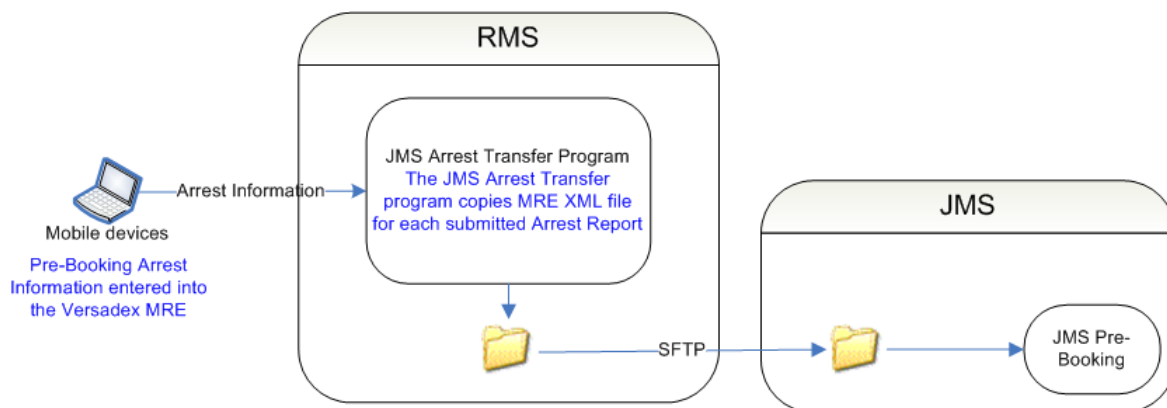 RMS
JMS Arrest Transfer Program
The JMS Arrest Transfer
program copies MRE XML file
for each submitted Arrest Report
Arrest Information
Mobile devices
Pre-Booking Arrest
Information entered into
the Versadex MRE
JMS
SFTP
JMS Pre-
Booking